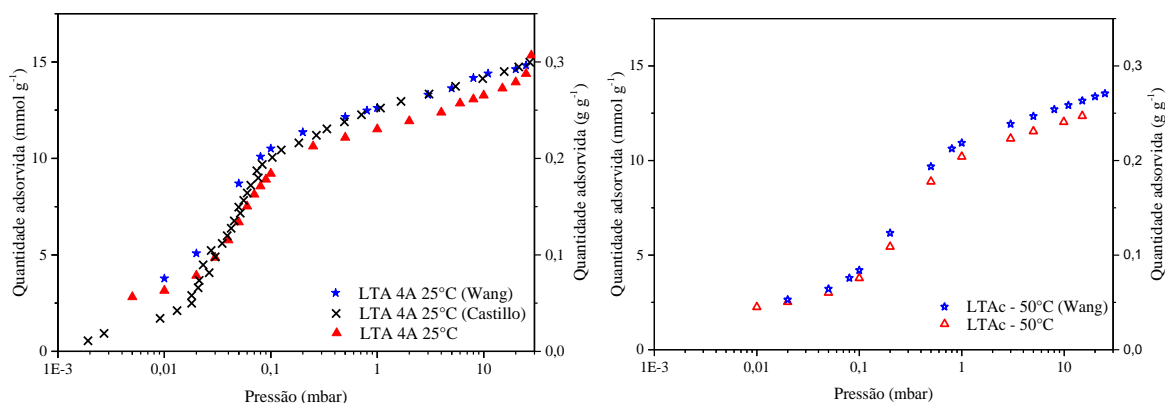 Quantidade adsorvida (mmol g⁻¹)
15
10
5
0
1E-3
0,01
0,1
1
10
Pressão (mbar)
0,3
0,2
0,1
0,0
Quantidade adsorvida (g g⁻¹)
LTA 4A 25°C (Wang)
LTA 4A 25°C (Castillo)
LTA 4A 25°C
Quantidade adsorvida (mmol g⁻¹)
15
10
5
0
1E-3
0,01
0,1
1
10
Pressão (mbar)
0,3
0,2
0,1
0,0
Quantidade adsorvida (g g⁻¹)
LTAc - 50°C (Wang)
LTAc - 50°C